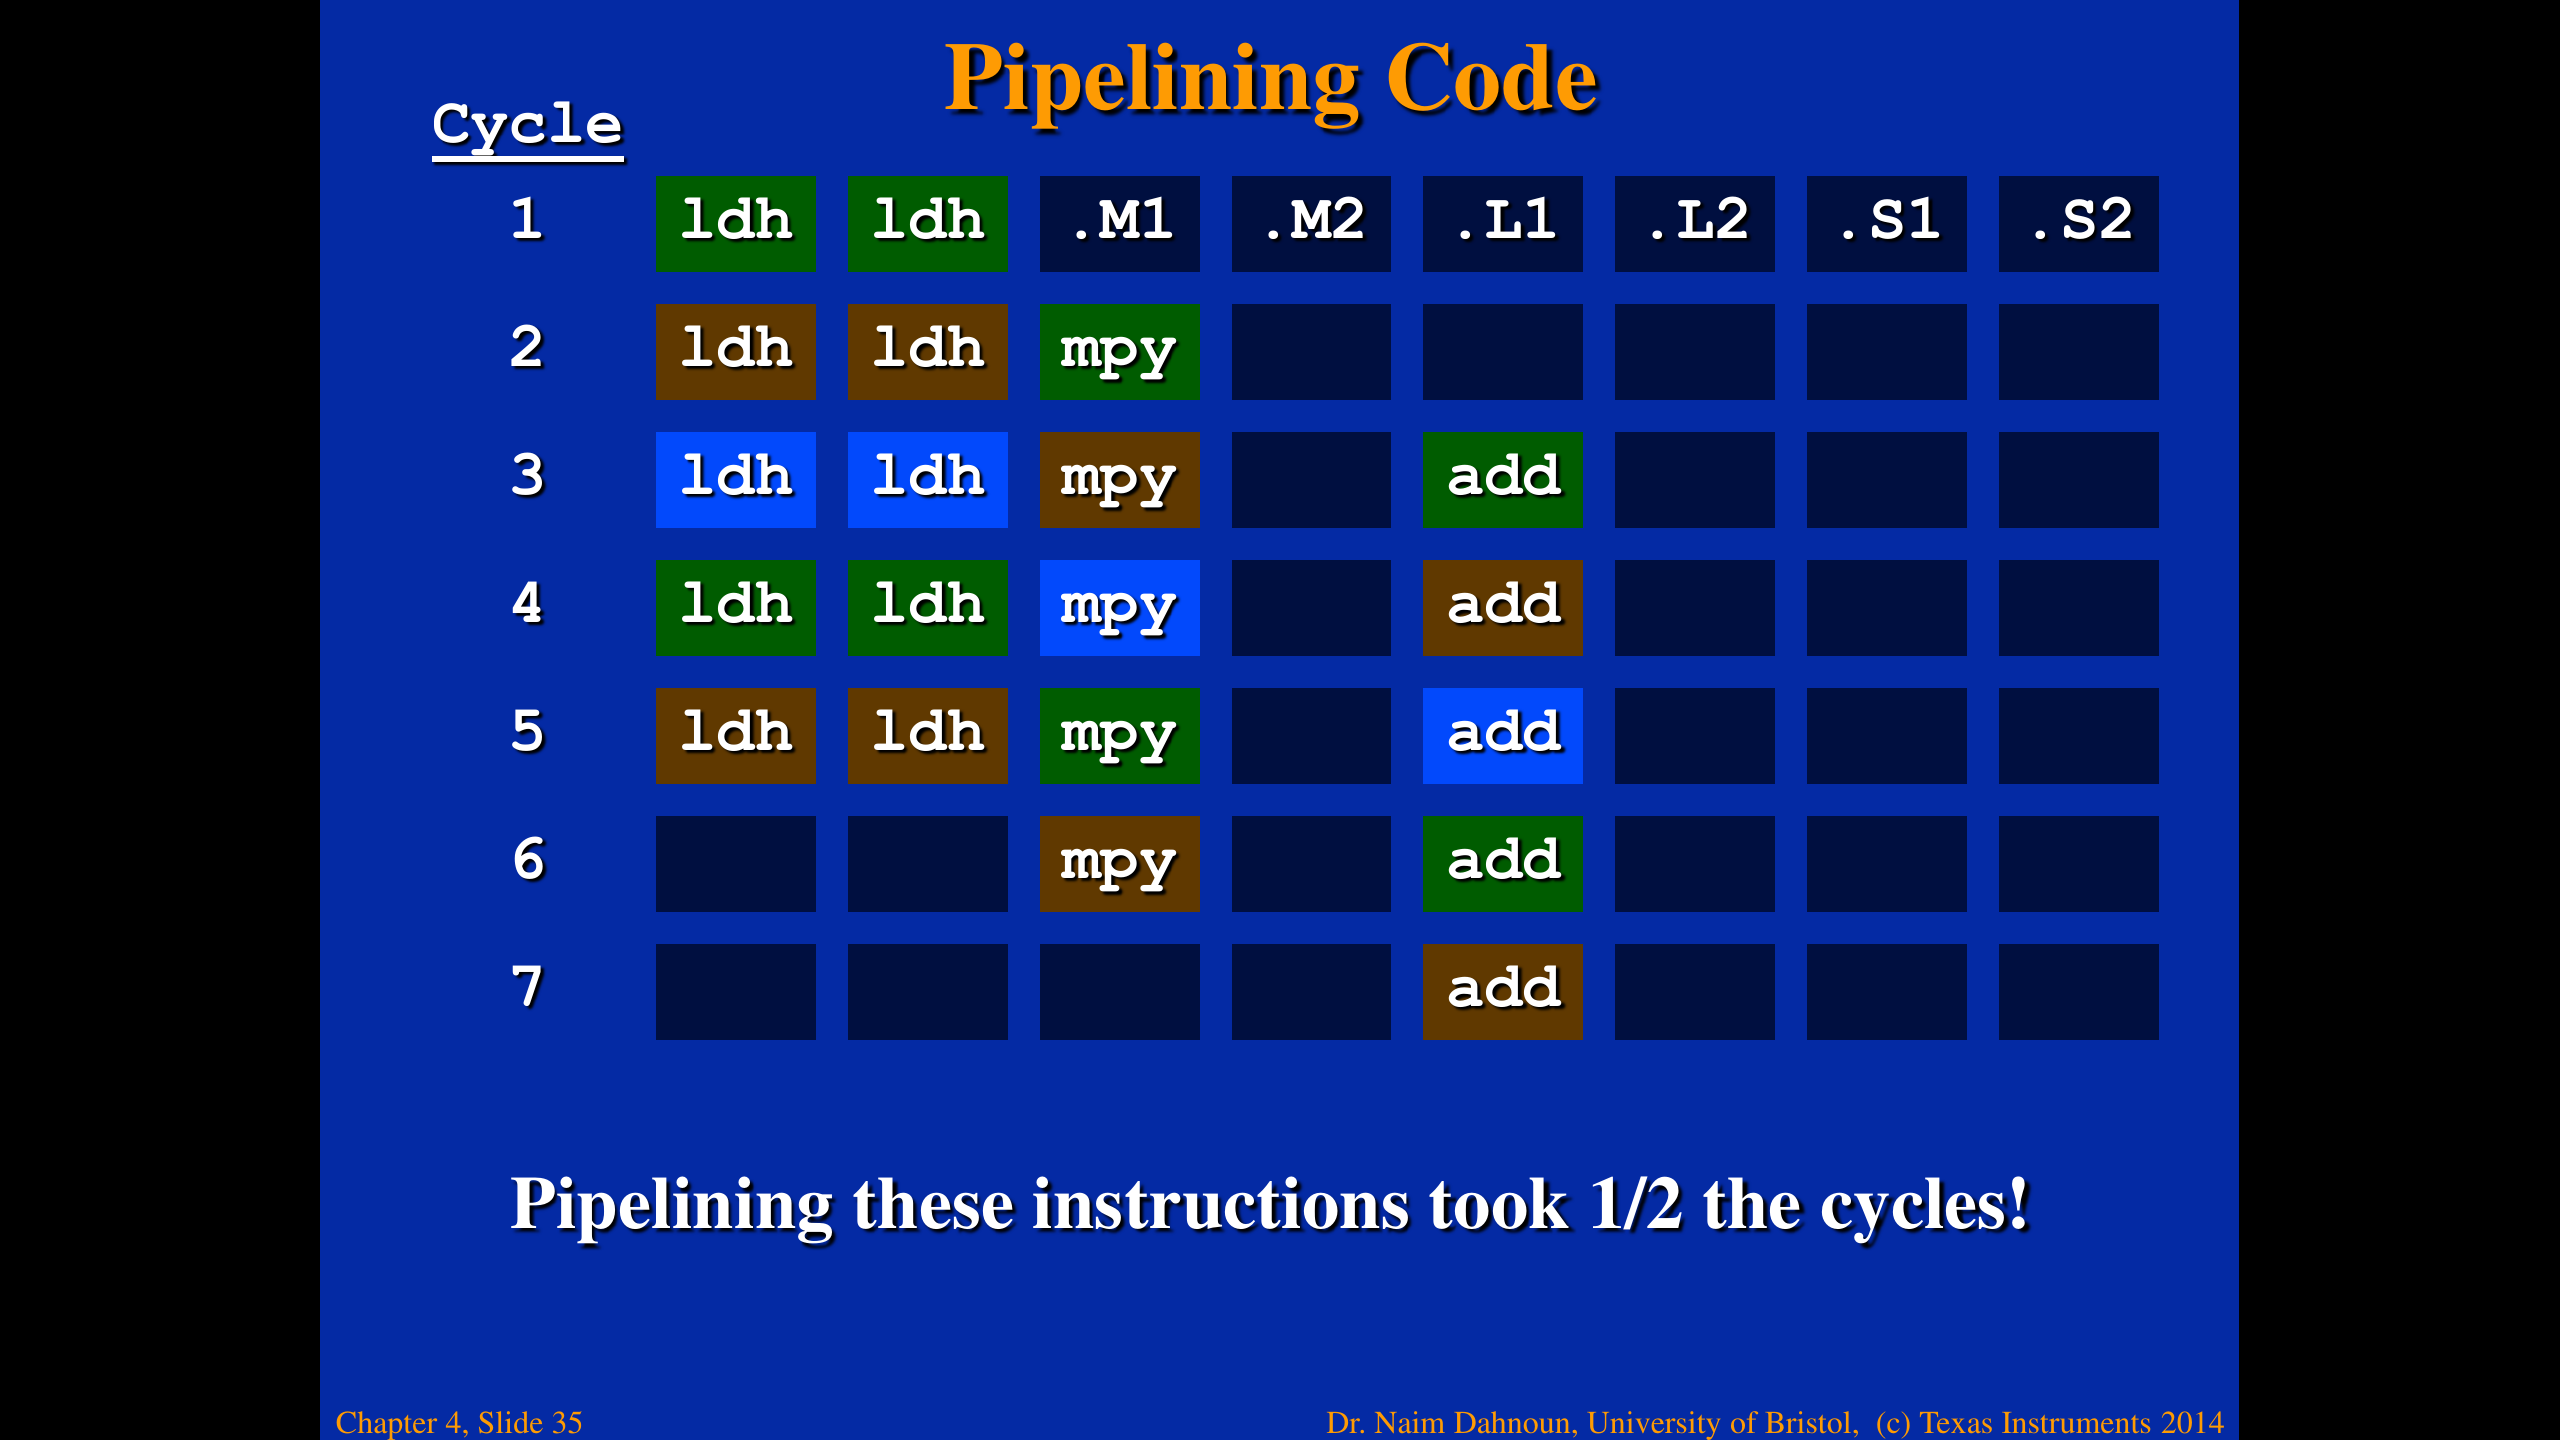 Pipelining Code
Cycle
1 ldh ldh .M1 .M2 .L1 .L2 .S1 .S2
2 ldh ldh mpy
3 ldh ldh mpy add
4 ldh ldh mpy add
5 ldh ldh mpy add
6 mpy add
7 add
Pipelining these instructions took 1/2 the cycles!
Chapter 4, Slide 35
Dr. Naim Dahnoun, University of Bristol, (c) Texas Instruments 2014